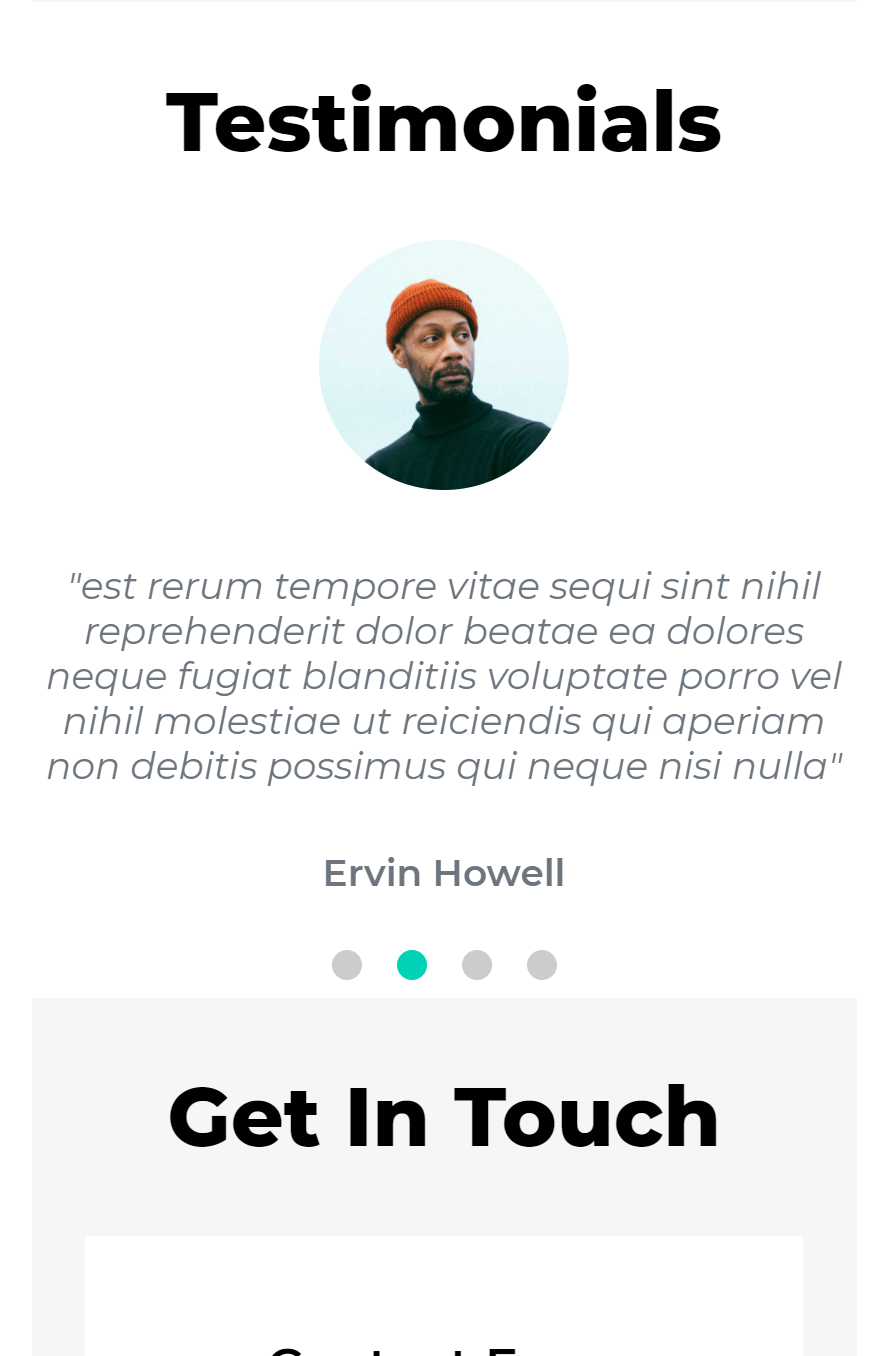 Testimonials
"est rerum tempore vitae sequi sint nihil
reprehenderit dolor beatae ea dolores
neque fugiat blanditiis voluptate porro vel
nihil molestiae ut reiciendis qui aperiam
non debitis possimus qui neque nisi nulla"
Ervin Howell
Get In Touch